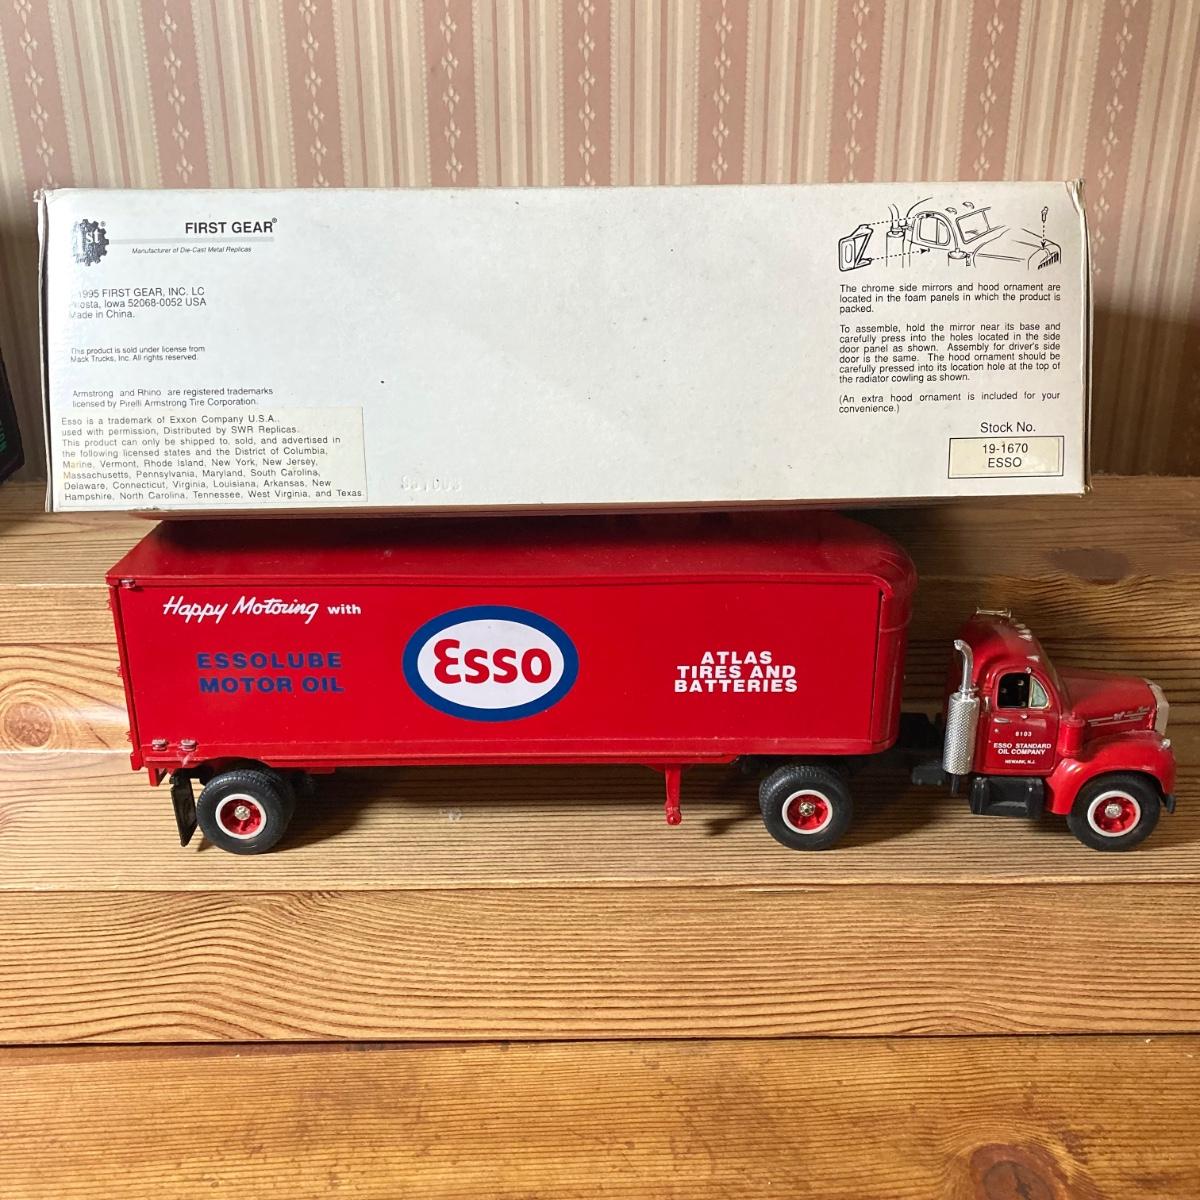 1st
FIRST GEAR®
Manufacturer of Die-Cast Metal Replicas
1995 FIRST GEAR, INC. LC
osta, Iowa 52068-0052 USA
Made in China.
This product is sold under license from
Mack Trucks, Inc. All rights reserved.
Armstrong and Rhino are registered trademarks
licensed by Pirelli Armstrong Tire Corporation.
Esso is a trademark of Exxon Company U.S.A..
used with permission, Distributed by SWR Replicas.
This product can only be shipped to, sold, and advertised in
the following licensed states and the District of Columbia,
Marine, Vermont, Rhode Island, New York, New Jersey,
Massachusetts, Pennsylvania, Maryland, South Carolina,
Delaware, Connecticut, Virginia, Louisiana, Arkansas, New
Hampshire, North Carolina, Tennessee, West Virginia, and Texas.
The chrome side mirrors and hood ornament are
located in the foam panels in which the product is
packed.
To assemble, hold the mirror near its base and
carefully press into the holes located in the side
door panel as shown. Assembly for driver's side
door is the same. The hood ornament should be
carefully pressed into its location hole at the top of
the radiator cowling as shown.
(An extra hood ornament is included for your
convenience.)
Stock No.
19-1670
ESSO
Happy Motoring with
ESSOLUBE
MOTOR OIL
Esso
ATLAS
TIRES AND
BATTERIES
6103
ESSO STANDARD
OIL COMPANY
NEWARK, N.J.